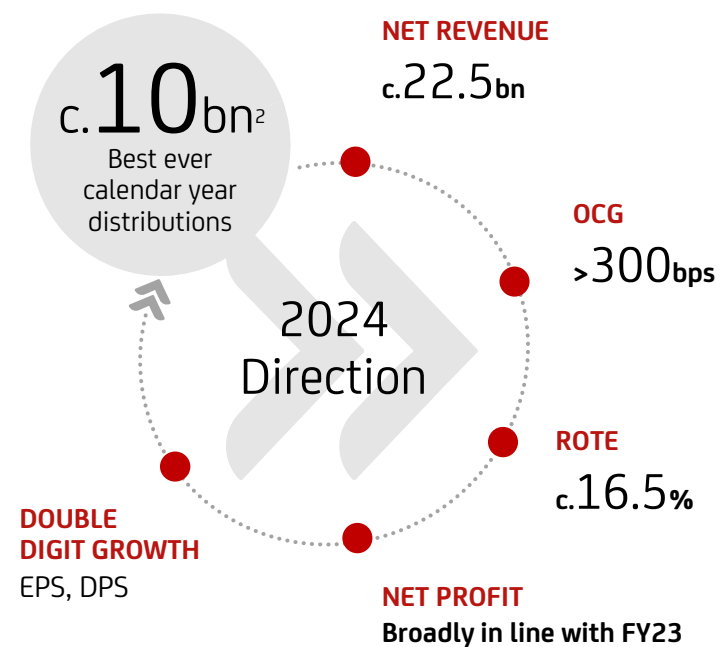 c.10bn²
Best ever
calendar year
distributions
NET REVENUE
c.22.5bn
OCG
>300bps
ROTE
c.16.5%
NET PROFIT
Broadly in line with FY23
DOUBLE
DIGIT GROWTH
EPS, DPS
2024
Direction